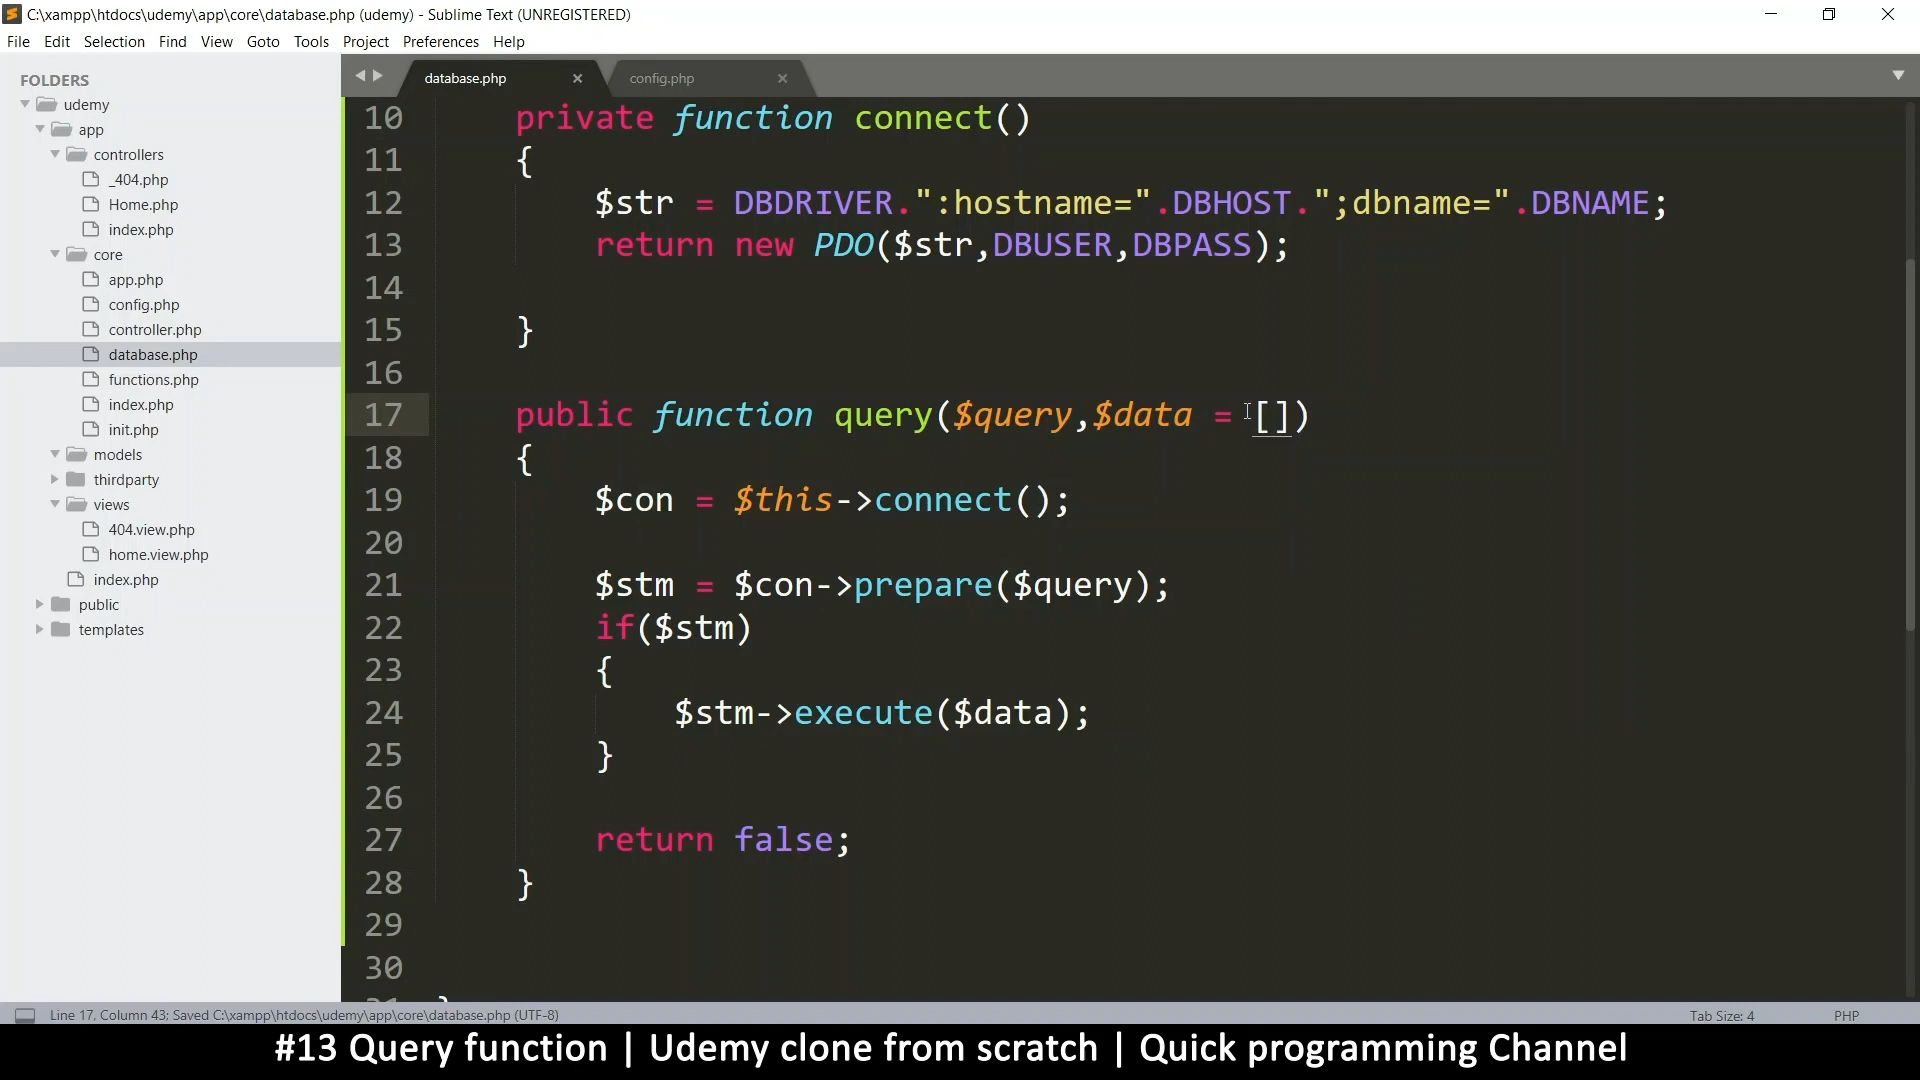 C:\xampp\htdocs\udemy\app\core\database.php (udemy) - Sublime Text (UNREGISTERED)
File Edit Selection Find View Goto Tools Project Preferences Help
FOLDERS
udemy
app
controllers
_404.php
Home.php
index.php
core
app.php
config.php
controller.php
database.php
functions.php
index.php
init.php
models
thirdparty
views
404.view.php
home.view.php
index.php
public
templates
database.php config.php
10 private function connect()
11 {
12 $str = DBDRIVER.":hostname=".DBHOST.";dbname=".DBNAME;
13 return new PDO($str,DBUSER,DBPASS);
14
15 }
16
17 public function query($query,$data = [])
18 {
19 $con = $this->connect();
20
21 $stm = $con->prepare($query);
22 if($stm)
23 {
24 $stm->execute($data);
25 }
26
27 return false;
28 }
29
30
Line 17, Column 43; Saved C:\xampp\htdocs\udemy\app\core\database.php (UTF-8) Tab Size: 4 PHP
#13 Query function | Udemy clone from scratch | Quick programming Channel